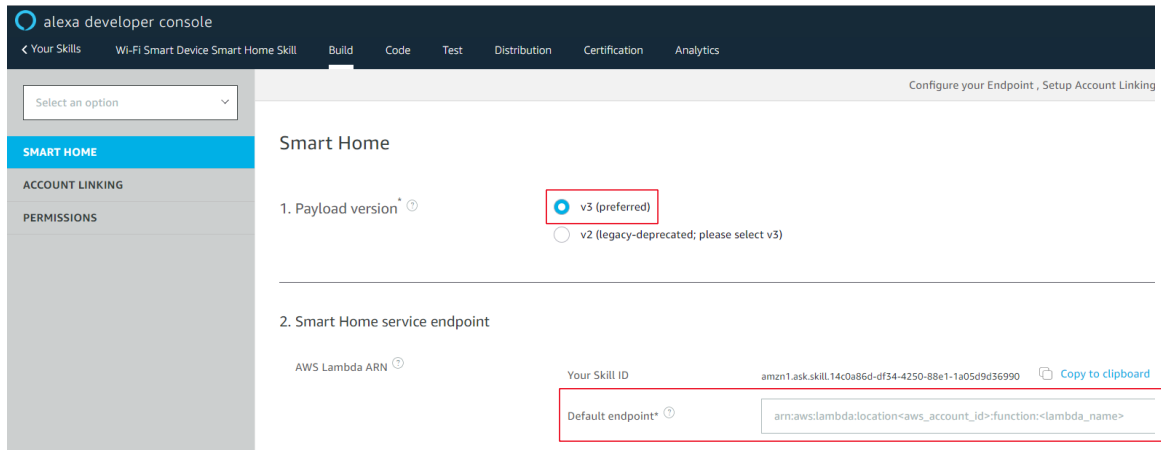 alexa developer console
Your Skills Wi-Fi Smart Device Smart Home Skill Build Code Test Distribution Certification Analytics
Configure your Endpoint , Setup Account Linking
Select an option
SMART HOME
ACCOUNT LINKING
PERMISSIONS
Smart Home
1. Payload version*
v3 (preferred)
v2 (legacy-deprecated; please select v3)
2. Smart Home service endpoint
AWS Lambda ARN
Your Skill ID amzn1.ask.skill.14c0a86d-df34-4250-88e1-1a05d9d36990 Copy to clipboard
Default endpoint* arn:aws:lambda:location<aws_account_id>:function:<lambda_name>